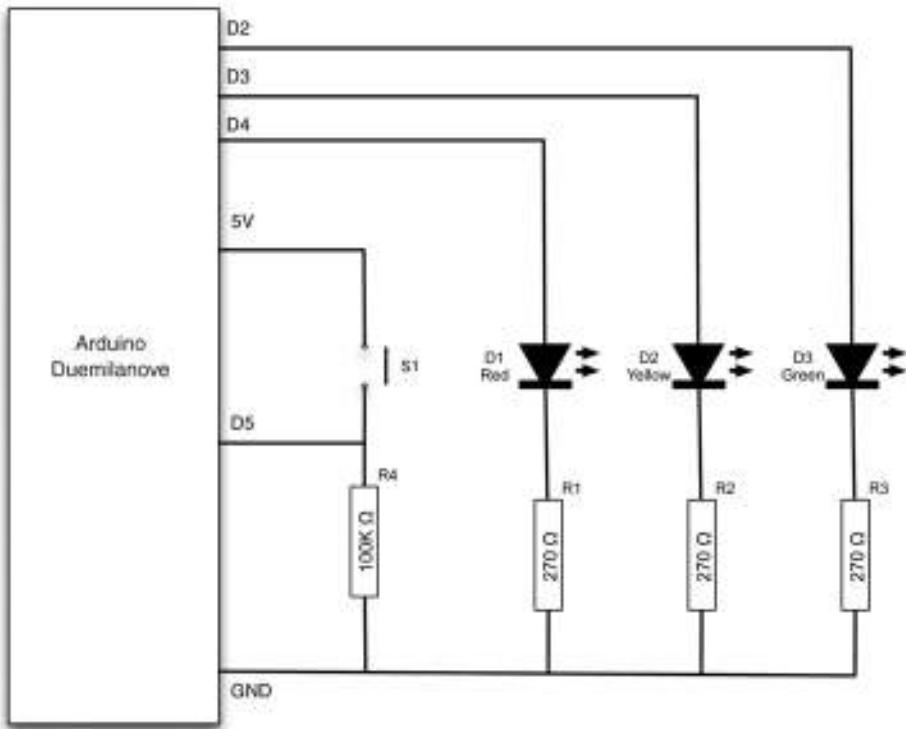 D2
D3
D4
5V
Arduino
Duemilanove
S1
D1
Red
D2
Yellow
D3
Green
D5
R4
100K Ω
R1
270 Ω
R2
270 Ω
R3
270 Ω
GND